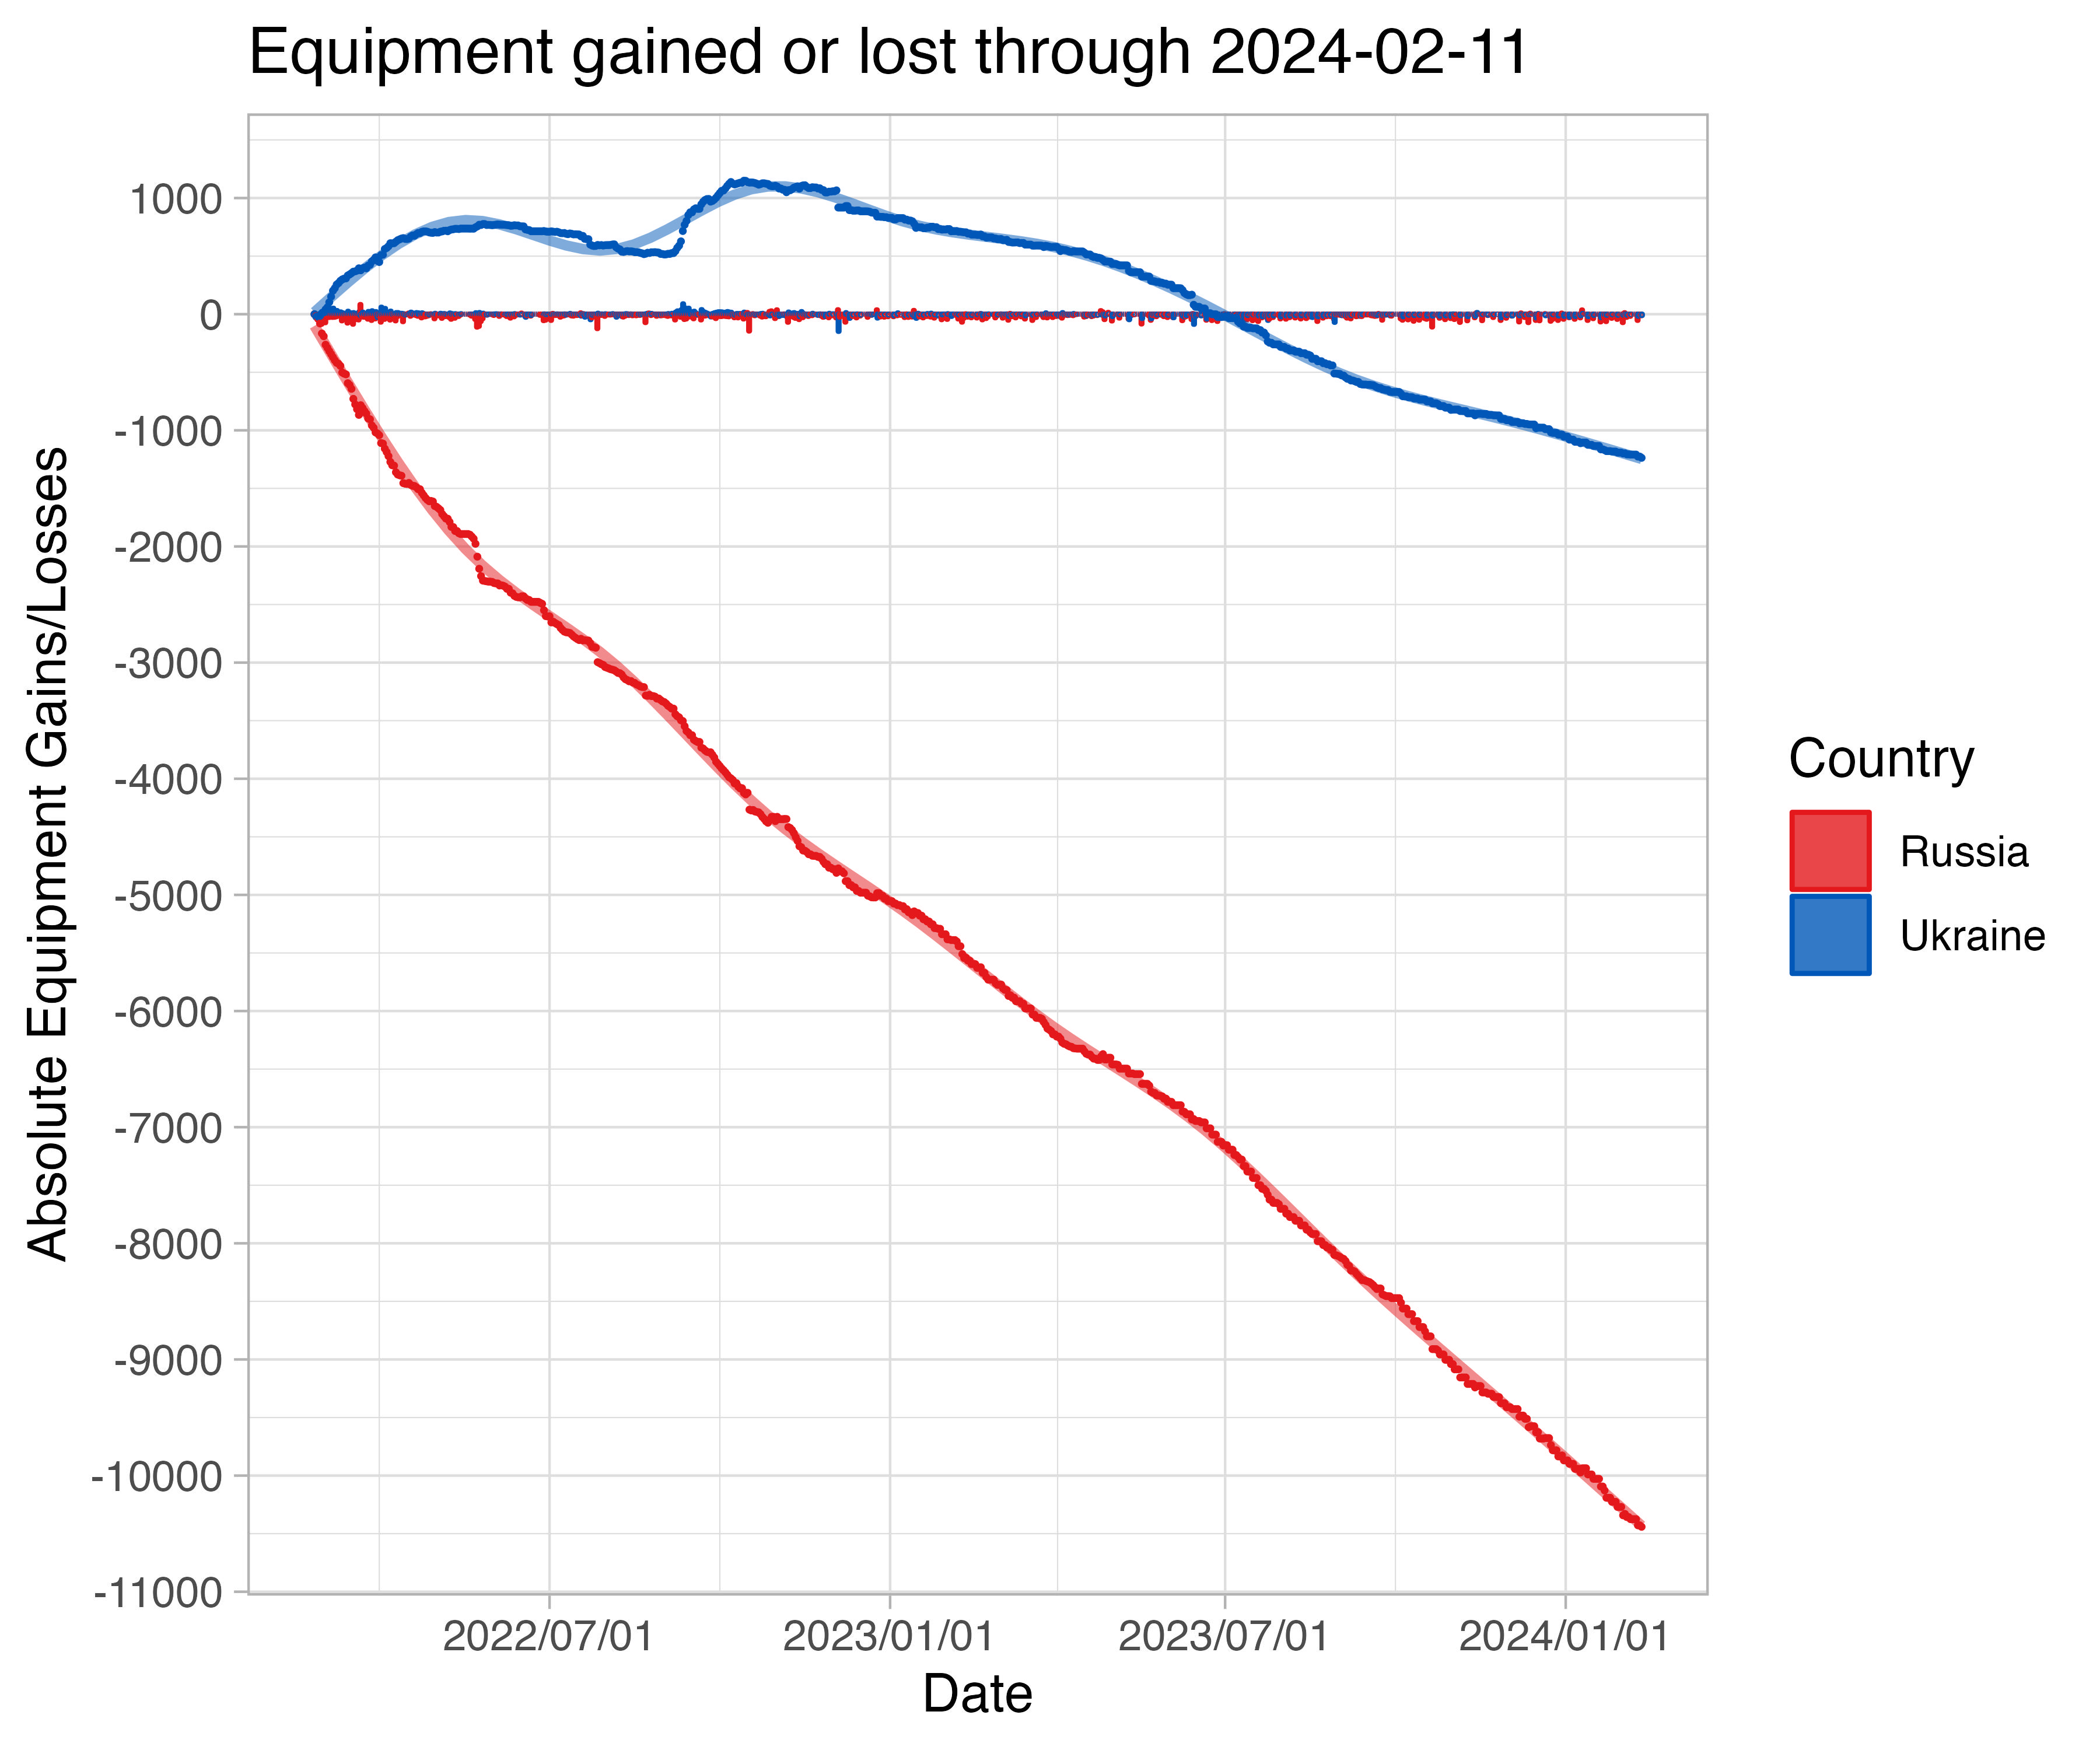 Equipment gained or lost through 2024-02-11
Absolute Equipment Gains/Losses
1000
0
-1000
-2000
-3000
-4000
-5000
-6000
-7000
-8000
-9000
-10000
-11000
2022/07/01
2023/01/01
2023/07/01
2024/01/01
Date
Country
Russia
Ukraine